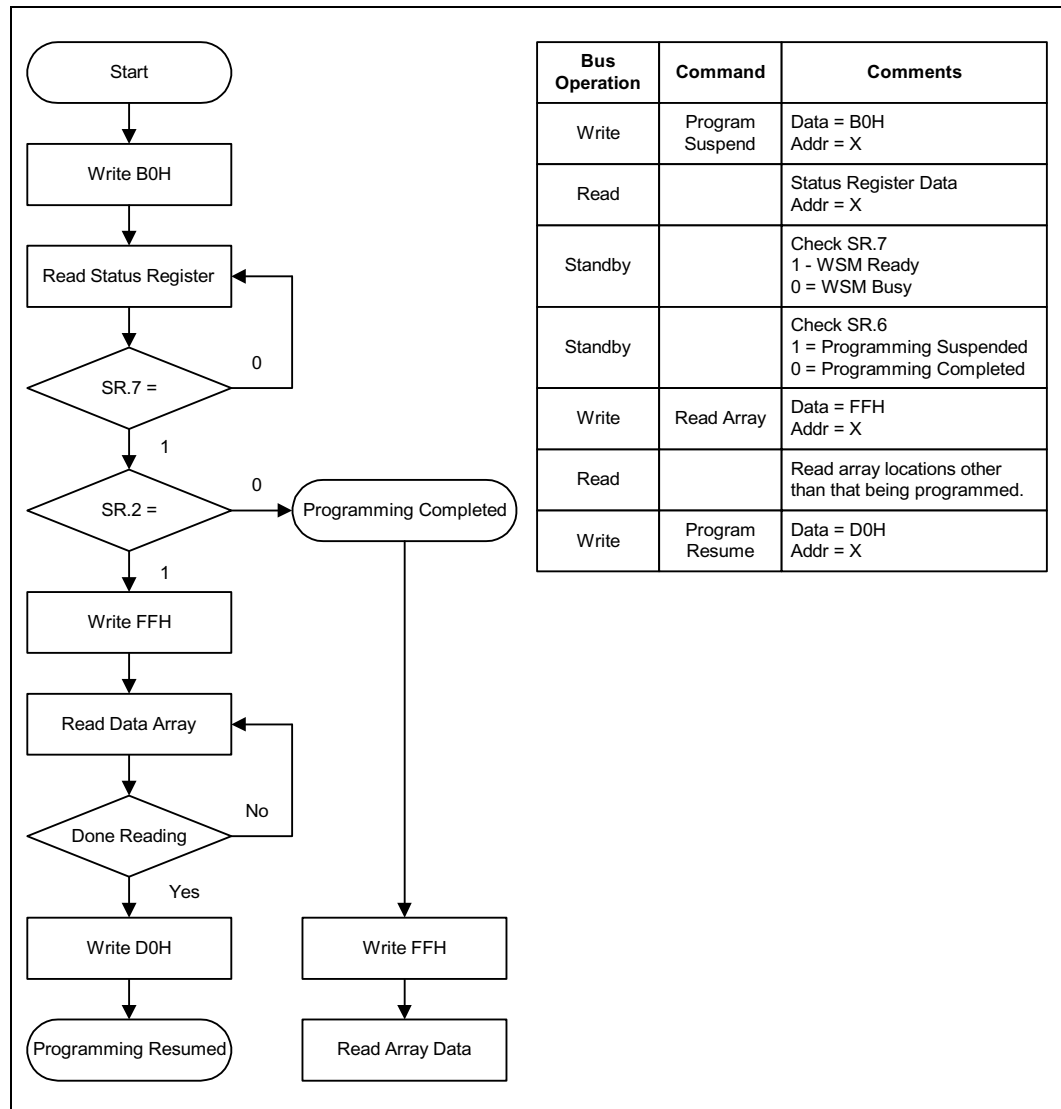 Start
Write B0H
Read Status Register
SR.7 =
0
1
SR.2 =
0
Programming Completed
1
Write FFH
Read Data Array
Done Reading
No
Yes
Write D0H
Write FFH
Programming Resumed
Read Array Data
Bus
Operation
Command
Comments
Write
Program
Suspend
Data = B0H
Addr = X
Read
Status Register Data
Addr = X
Standby
Check SR.7
1 - WSM Ready
0 = WSM Busy
Standby
Check SR.6
1 = Programming Suspended
0 = Programming Completed
Write
Read Array
Data = FFH
Addr = X
Read
Read array locations other
than that being programmed.
Write
Program
Resume
Data = D0H
Addr = X